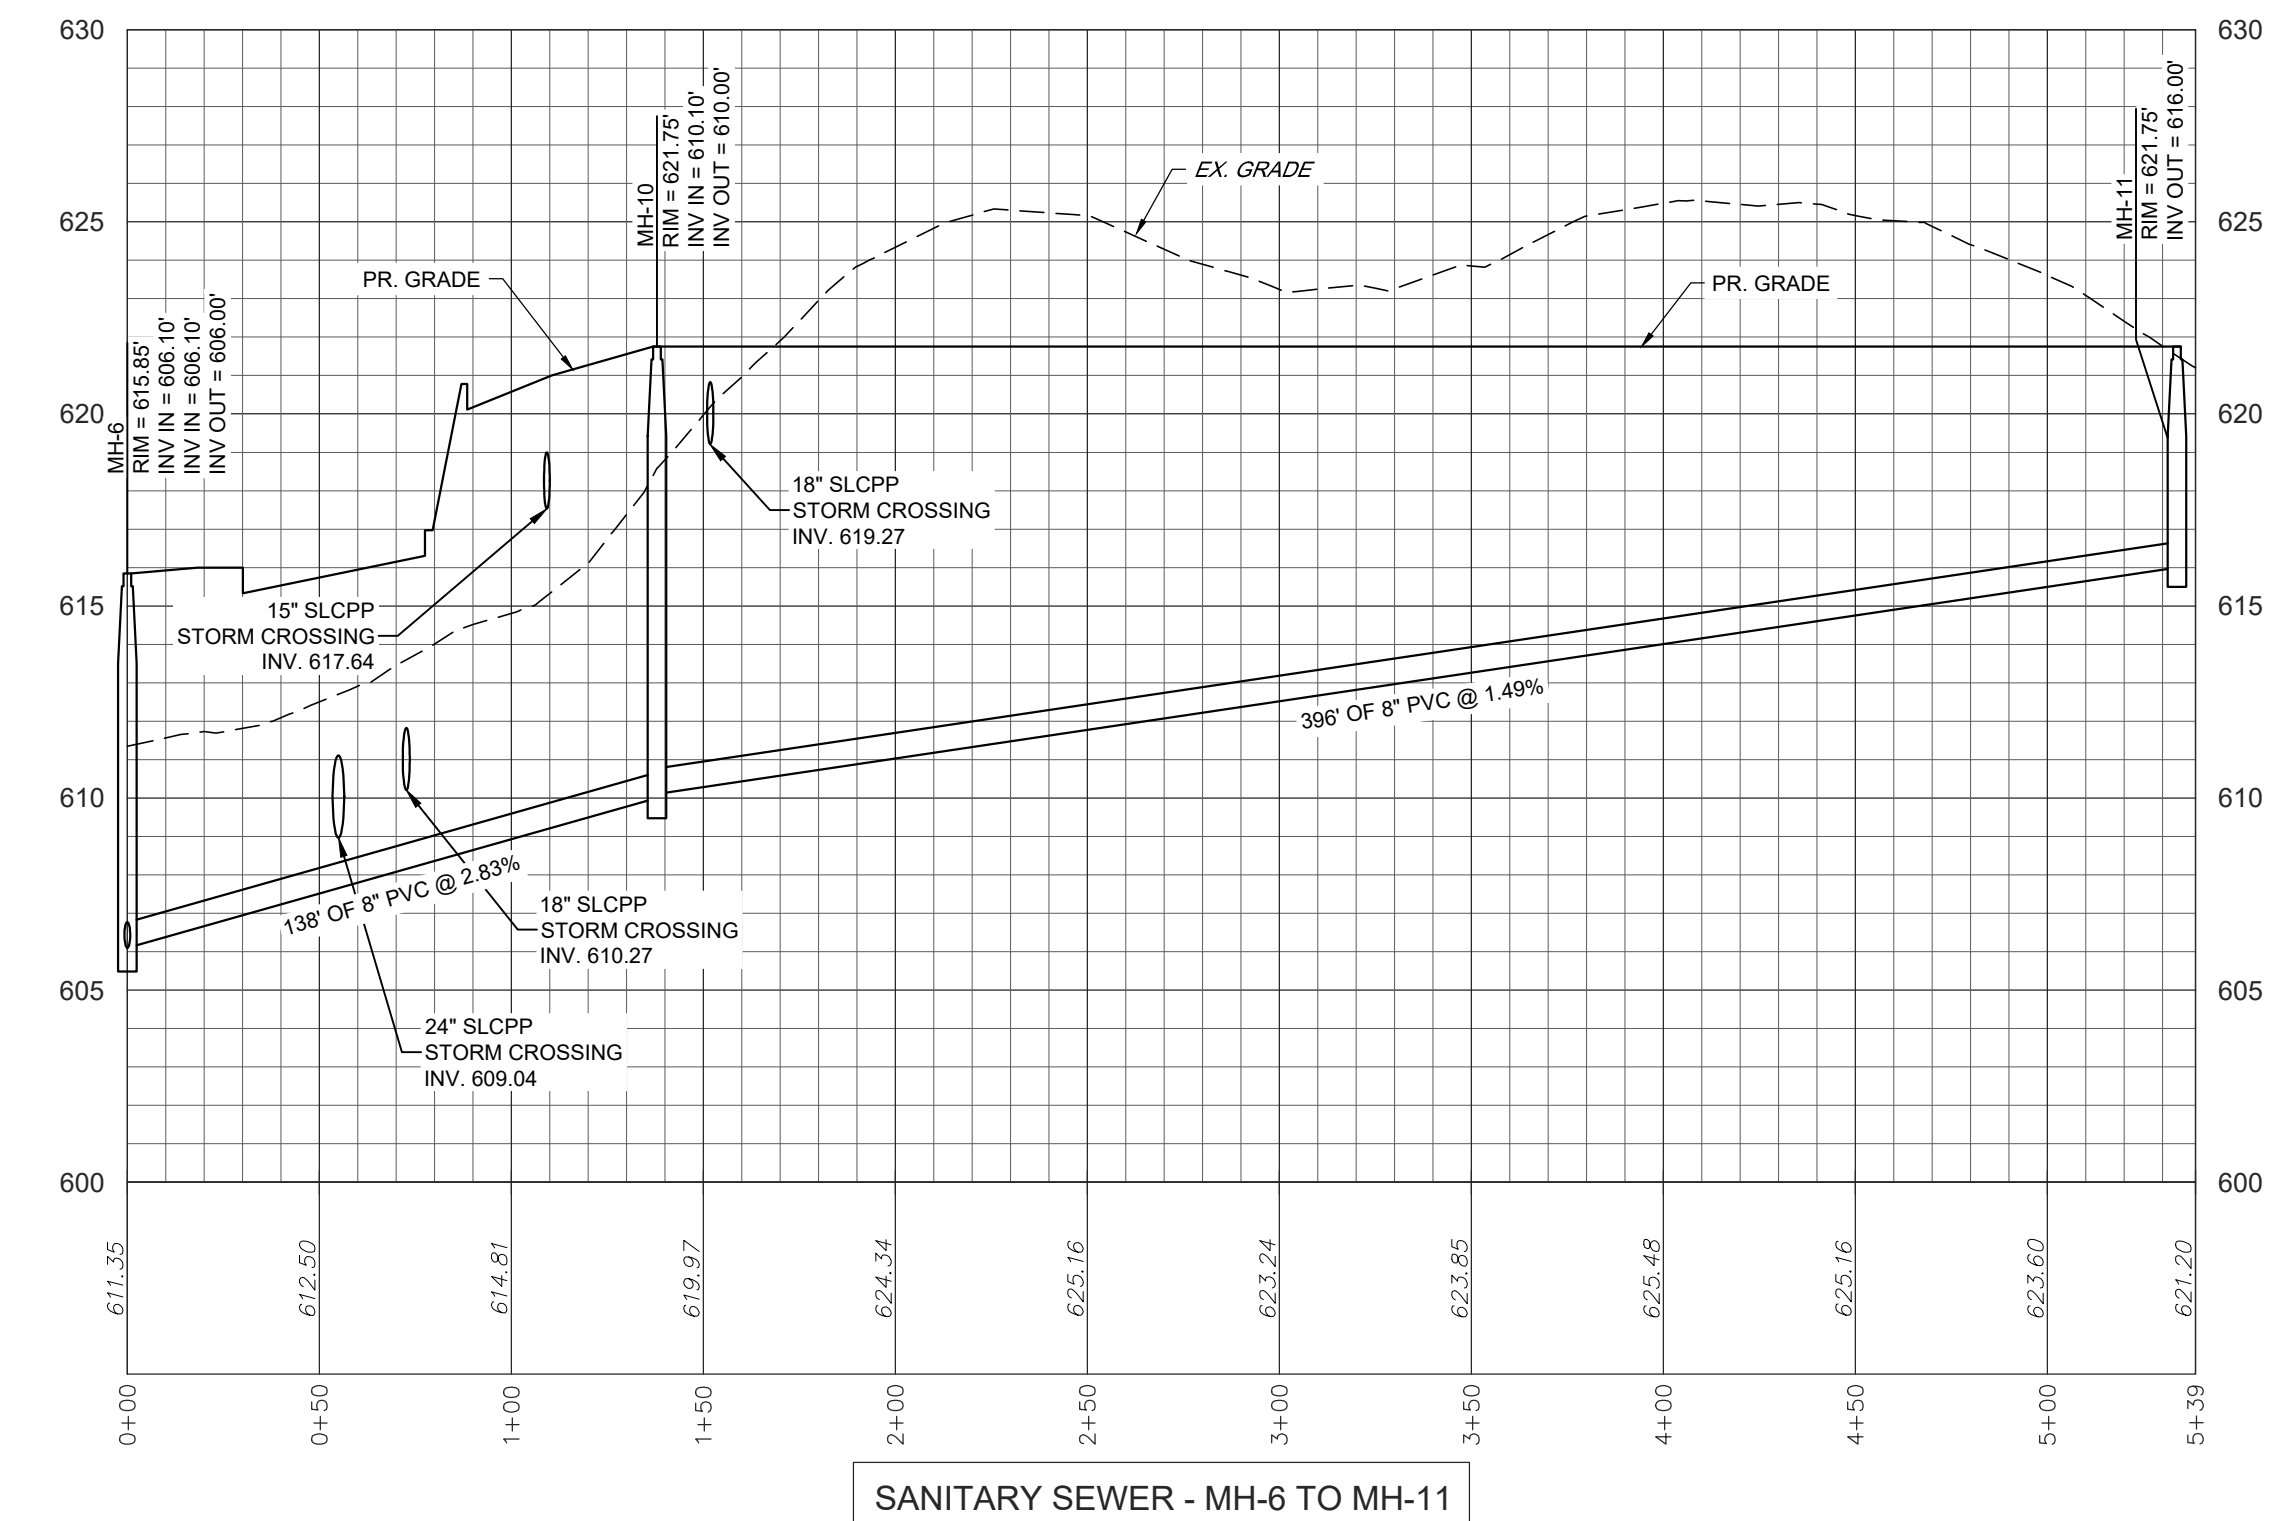 630
625
620
615
610
605
600
630
625
620
615
610
605
600
MH-6
RIM = 615.85'
INV IN = 606.10'
INV IN = 606.10'
INV OUT = 606.00'
PR. GRADE
MH-10
RIM = 621.75'
INV IN = 610.10'
INV OUT = 610.00'
EX. GRADE
PR. GRADE
MH-11
RIM = 621.75'
INV OUT = 616.00'
18" SLCPP
STORM CROSSING
INV. 619.27
15" SLCPP
STORM CROSSING
INV. 617.64
396' OF 8" PVC @ 1.49%
138' OF 8" PVC @ 2.83%
18" SLCPP
STORM CROSSING
INV. 610.27
24" SLCPP
STORM CROSSING
INV. 609.04
611.35
612.50
614.81
619.97
624.34
625.16
623.24
623.85
625.48
625.16
623.60
621.20
0+00
0+50
1+00
1+50
2+00
2+50
3+00
3+50
4+00
4+50
5+00
5+39
SANITARY SEWER - MH-6 TO MH-11